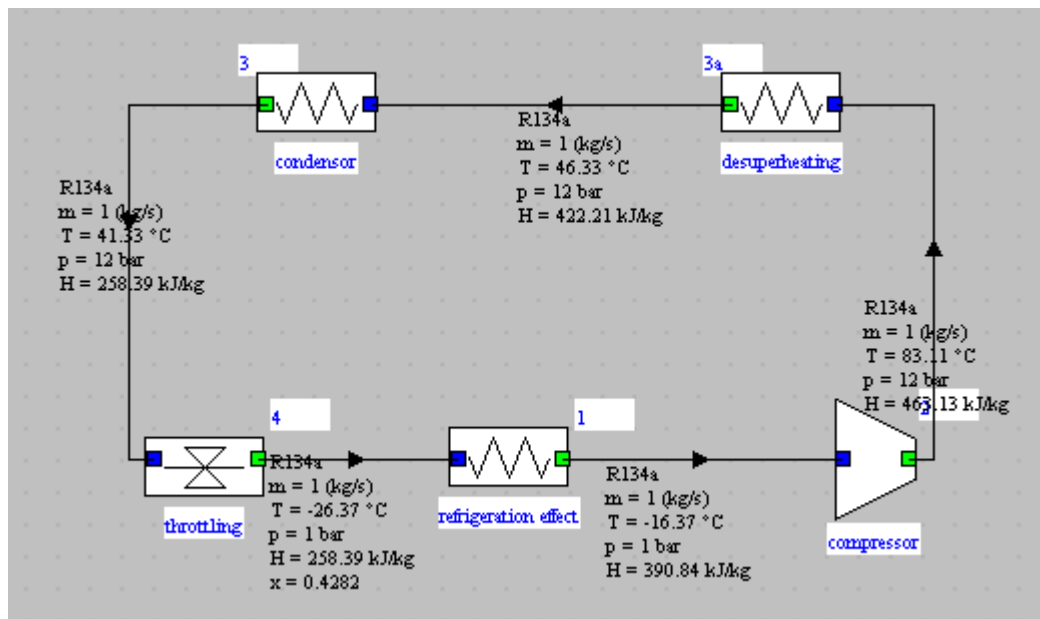 3
3a
condensor
desuperheating
R134a
m = 1 (kg/s)
T = 46.33 °C
p = 12 bar
H = 422.21 kJ/kg
R134a
m = 1 (kg/s)
T = 41.33 °C
p = 12 bar
H = 258.39 kJ/kg
R134a
m = 1 (kg/s)
T = 83.11 °C
p = 12 bar
H = 463.13 kJ/kg
4
1
throttling
refrigeration effect
compressor
R134a
m = 1 (kg/s)
T = -26.37 °C
p = 1 bar
H = 258.39 kJ/kg
x = 0.4282
R134a
m = 1 (kg/s)
T = -16.37 °C
p = 1 bar
H = 390.84 kJ/kg